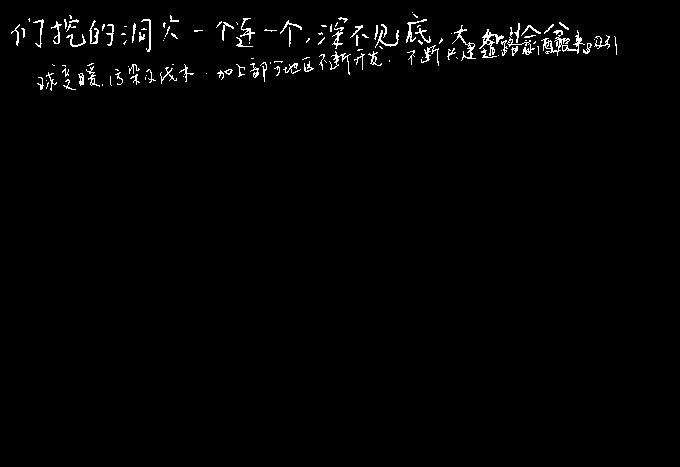 们挖的洞穴一个连一个,深不见底,大
球变暖,污染及伐木,加上部分地区不断开发,不断兴建道路